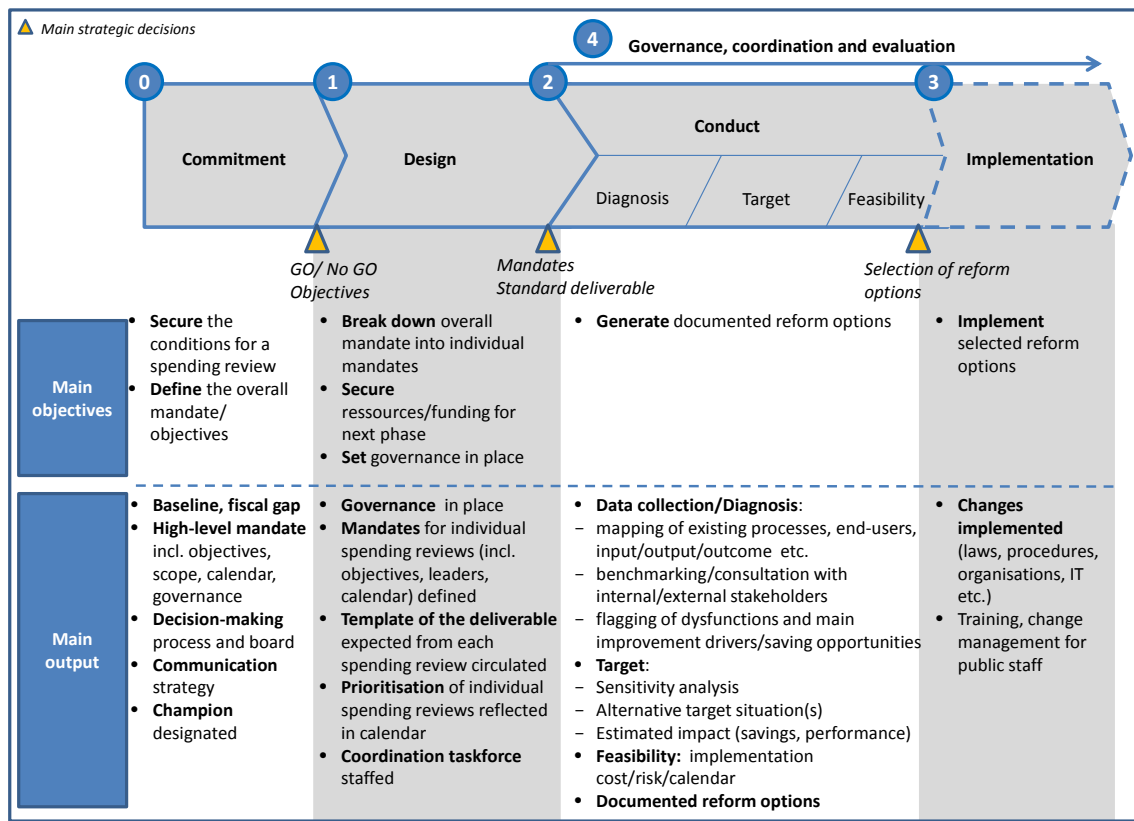 Main strategic decisions
4
Governance, coordination and evaluation
0
1
2
3
Commitment
Design
Conduct
Diagnosis
Target
Feasibility
Implementation
GO/ No GO
Objectives
Mandates
Standard deliverable
Selection of reform
options
Main
objectives
• Secure the
conditions for a
spending review
• Define the overall
mandate/
objectives
• Break down overall
mandate into individual
mandates
• Secure
ressources/funding for
next phase
• Set governance in place
• Generate documented reform options
• Implement
selected reform
options
Main
output
• Baseline, fiscal gap
• High-level mandate
incl. objectives,
scope, calendar,
governance
• Decision-making
process and board
• Communication
strategy
• Champion
designated
• Governance in place
• Mandates for individual
spending reviews (incl.
objectives, leaders,
calendar) defined
• Template of the deliverable
expected from each
spending review circulated
• Prioritisation of individual
spending reviews reflected
in calendar
• Coordination taskforce
staffed
• Data collection/Diagnosis:
− mapping of existing processes, end-users,
input/output/outcome etc.
− benchmarking/consultation with
internal/external stakeholders
− flagging of dysfunctions and main
improvement drivers/saving opportunities
• Target:
− Sensitivity analysis
− Alternative target situation(s)
− Estimated impact (savings, performance)
• Feasibility: implementation
cost/risk/calendar
• Documented reform options
• Changes
implemented
(laws, procedures,
organisations, IT
etc.)
• Training, change
management for
public staff